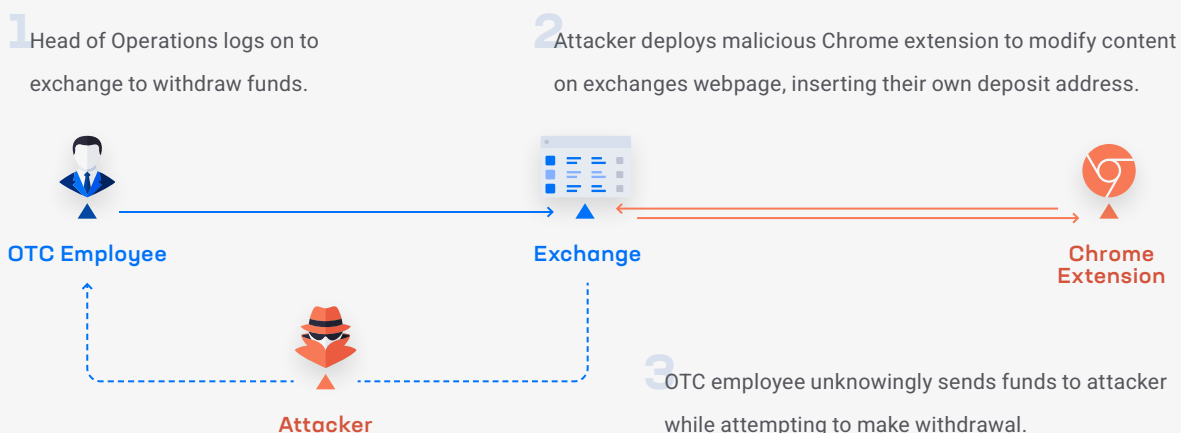 1
Head of Operations logs on to
exchange to withdraw funds.
2
Attacker deploys malicious Chrome extension to modify content
on exchanges webpage, inserting their own deposit address.
OTC Employee
Exchange
Chrome
Extension
3
OTC employee unknowingly sends funds to attacker
while attempting to make withdrawal.
Attacker